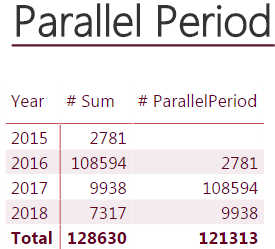 Parallel Period
Year # Sum # ParallelPeriod
2015 2781
2016 108594 2781
2017 9938 108594
2018 7317 9938
Total 128630 121313